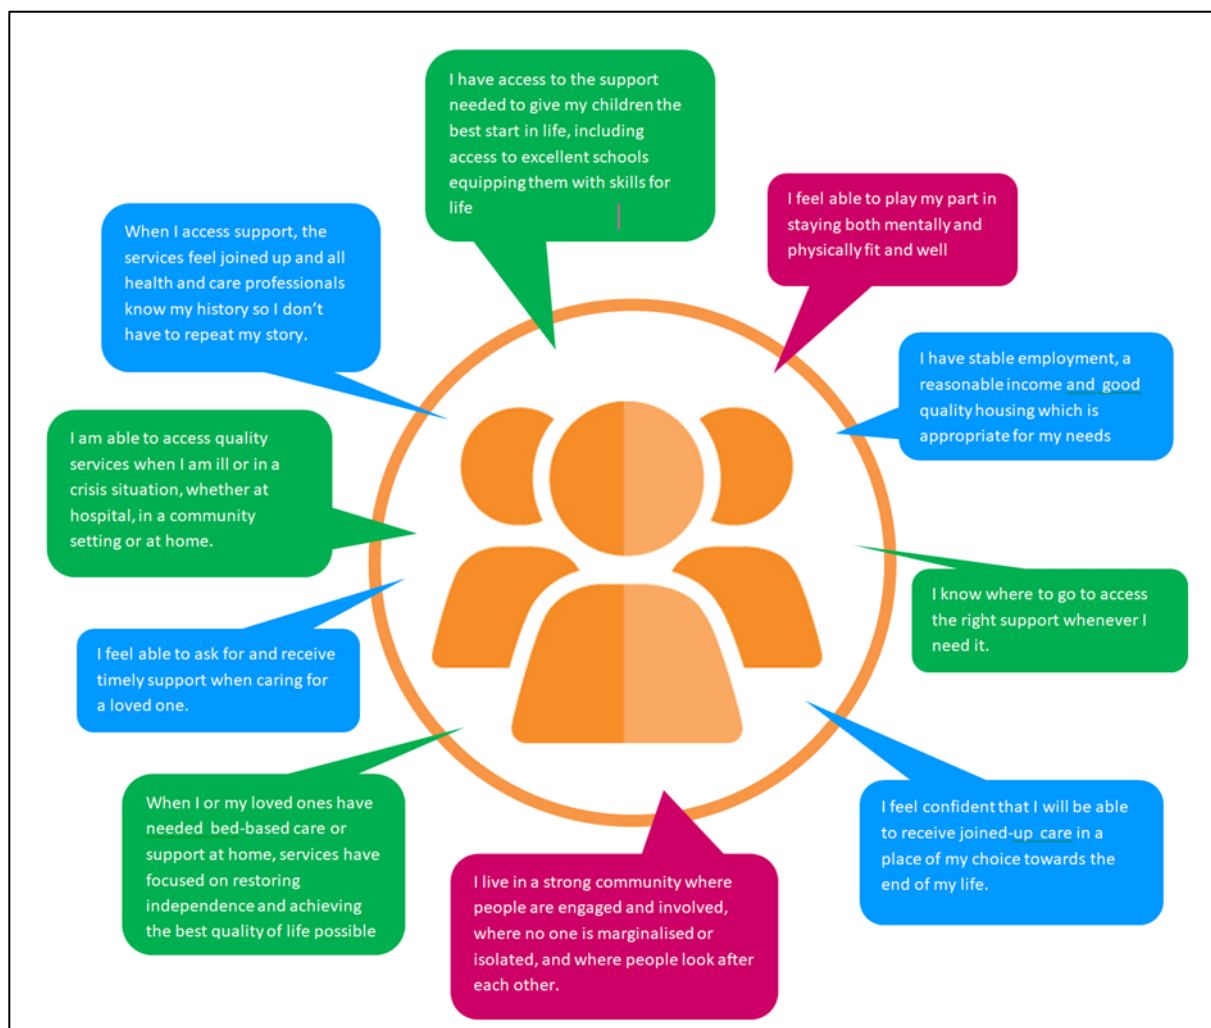 I have access to the support
needed to give my children the
best start in life, including
access to excellent schools
equipping them with skills for
life
I feel able to play my part in
staying both mentally and
physically fit and well
When I access support, the
services feel joined up and all
health and care professionals
know my history so I don't
have to repeat my story.
I have stable employment, a
reasonable income and  good
quality housing which is
appropriate for my needs
I am able to access quality
services when I am ill or in a
crisis situation, whether at
hospital, in a community
setting or at home.
I know where to go to access
the right support whenever I
need it.
I feel able to ask for and receive
timely support when caring for
a loved one.
When I or my loved ones have
needed  bed-based care or
support at home, services have
focused on restoring
independence and achieving
the best quality of life possible
I feel confident that I will be able
to receive joined-up  care in a
place of my choice towards the
end of my life.
I live in a strong community where
people are engaged and involved,
where no one is marginalised or
isolated, and where people look after
each other.